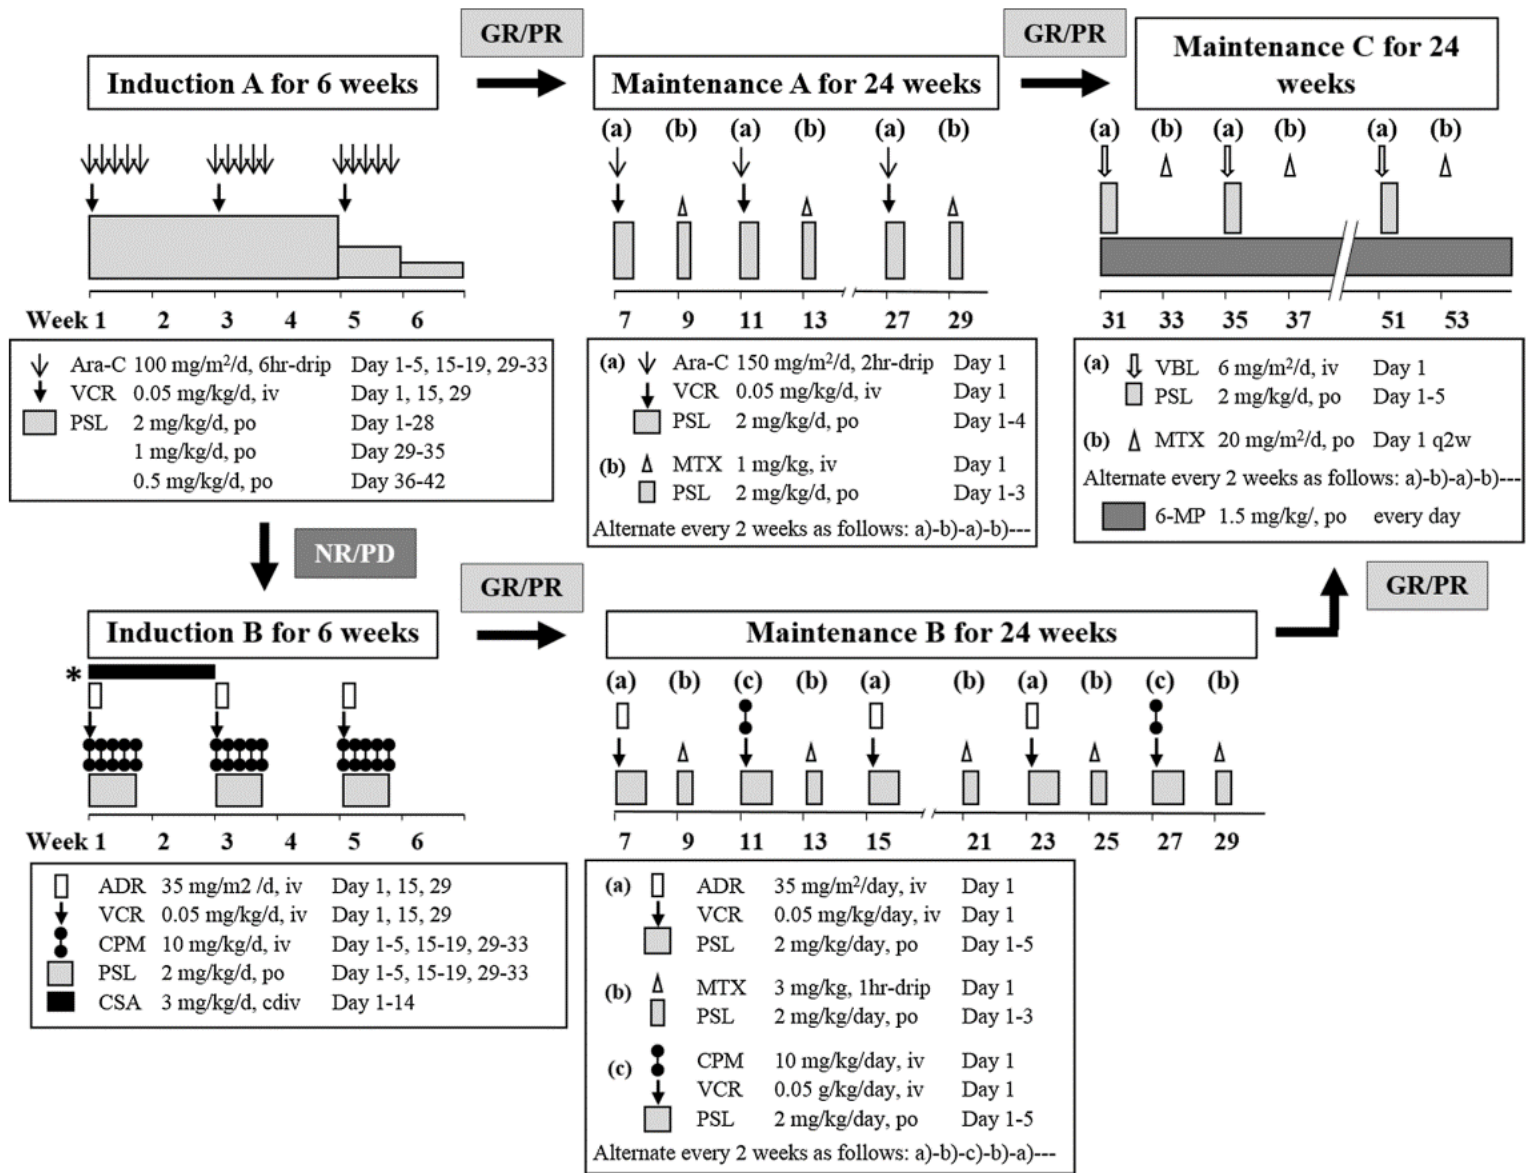 GR/PR
GR/PR
Induction A for 6 weeks
Maintenance A for 24 weeks
Maintenance C for 24
weeks
(a) (b) (a) (b) (a) (b)
(a) (b) (a) (b) (a) (b)
Week 1 2 3 4 5 6
7 9 11 13 27 29
31 33 35 37 51 53
Ara-C 100 mg/m²/d, 6hr-drip Day 1-5, 15-19, 29-33
VCR 0.05 mg/kg/d, iv Day 1, 15, 29
PSL 2 mg/kg/d, po Day 1-28
1 mg/kg/d, po Day 29-35
0.5 mg/kg/d, po Day 36-42
(a) Ara-C 150 mg/m²/d, 2hr-drip Day 1
VCR 0.05 mg/kg/d, iv Day 1
PSL 2 mg/kg/d, po Day 1-4
(b) MTX 1 mg/kg, iv Day 1
PSL 2 mg/kg/d, po Day 1-3
Alternate every 2 weeks as follows: a)-b)-a)-b)---
(a) VBL 6 mg/m²/d, iv Day 1
PSL 2 mg/kg/d, po Day 1-5
(b) MTX 20 mg/m²/d, po Day 1 q2w
Alternate every 2 weeks as follows: a)-b)-a)-b)---
6-MP 1.5 mg/kg/, po every day
NR/PD
GR/PR
GR/PR
Induction B for 6 weeks
Maintenance B for 24 weeks
*
(a) (b) (c) (b) (a) (b) (a) (b) (c) (b)
Week 1 2 3 4 5 6
7 9 11 13 15 21 23 25 27 29
ADR 35 mg/m2 /d, iv Day 1, 15, 29
VCR 0.05 mg/kg/d, iv Day 1, 15, 29
CPM 10 mg/kg/d, iv Day 1-5, 15-19, 29-33
PSL 2 mg/kg/d, po Day 1-5, 15-19, 29-33
CSA 3 mg/kg/d, cdiv Day 1-14
(a) ADR 35 mg/m²/day, iv Day 1
VCR 0.05 mg/kg/day, iv Day 1
PSL 2 mg/kg/day, po Day 1-5
(b) MTX 3 mg/kg, 1hr-drip Day 1
PSL 2 mg/kg/day, po Day 1-3
(c) CPM 10 mg/kg/day, iv Day 1
VCR 0.05 g/kg/day, iv Day 1
PSL 2 mg/kg/day, po Day 1-5
Alternate every 2 weeks as follows: a)-b)-c)-b)-a)---